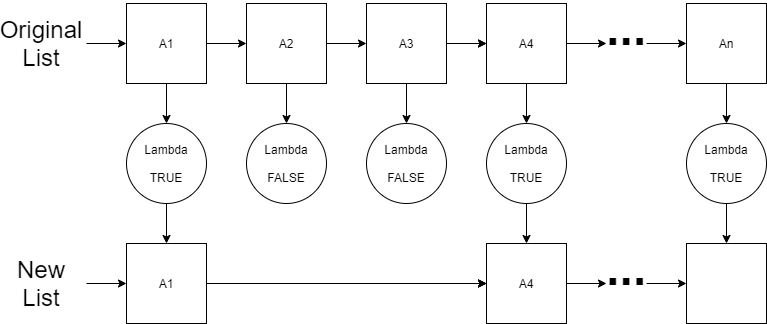 Original
List
A1
A2
A3
A4
An
Lambda
TRUE
Lambda
FALSE
Lambda
FALSE
Lambda
TRUE
Lambda
TRUE
New
List
A1
A4